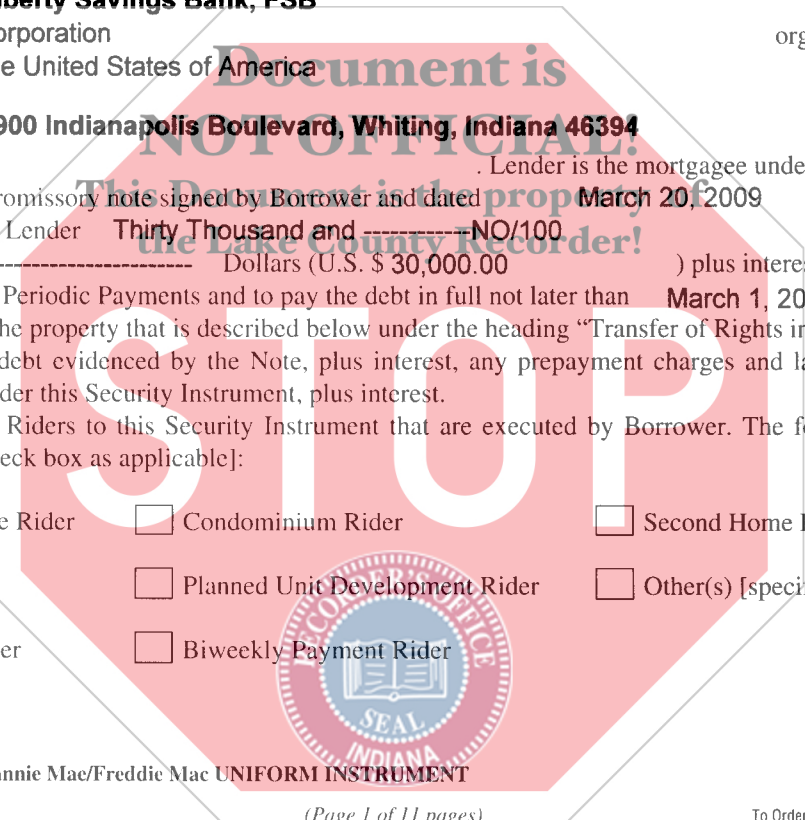 iberty Savings Bank, FSB
orporation org
e United States of America
Document is
900 Indianapolis Boulevard, Whiting, Indiana 46394
NOT OFFICIAL!
. Lender is the mortgagee unde
romissory note signed by Borrower and dated March 20, 2009
This Document is the property of
Lender Thirty Thousand and ------------NO/100
the Lake County Recorder!
----------------------- Dollars (U.S. $ 30,000.00 ) plus interes
Periodic Payments and to pay the debt in full not later than March 1, 20
he property that is described below under the heading “Transfer of Rights in
debt evidenced by the Note, plus interest, any prepayment charges and la
der this Security Instrument, plus interest.
Riders to this Security Instrument that are executed by Borrower. The fo
eck box as applicable]:
STOP
e Rider Condominium Rider Second Home R
Planned Unit Development Rider Other(s) [speci
er Biweekly Payment Rider
RECORDER'S OFFICE
SEAL
INDIANA
annie Mae/Freddie Mac UNIFORM INSTRUMENT
(Page 1 of 11 pages) To Order